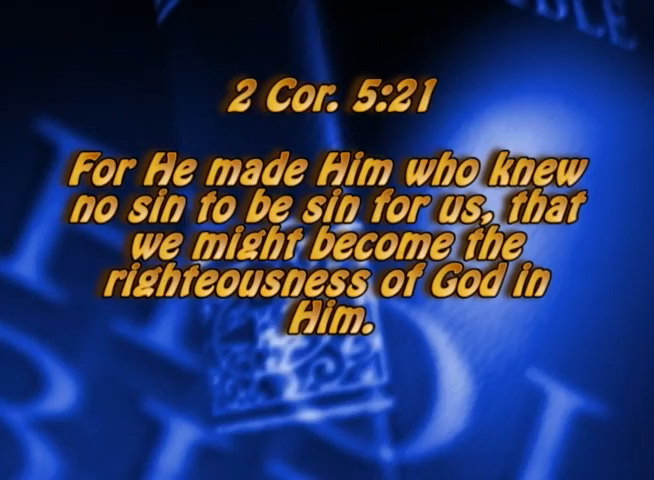 2 Cor. 5:21
For He made Him who knew
no sin to be sin for us, that
we might become the
righteousness of God in
Him.